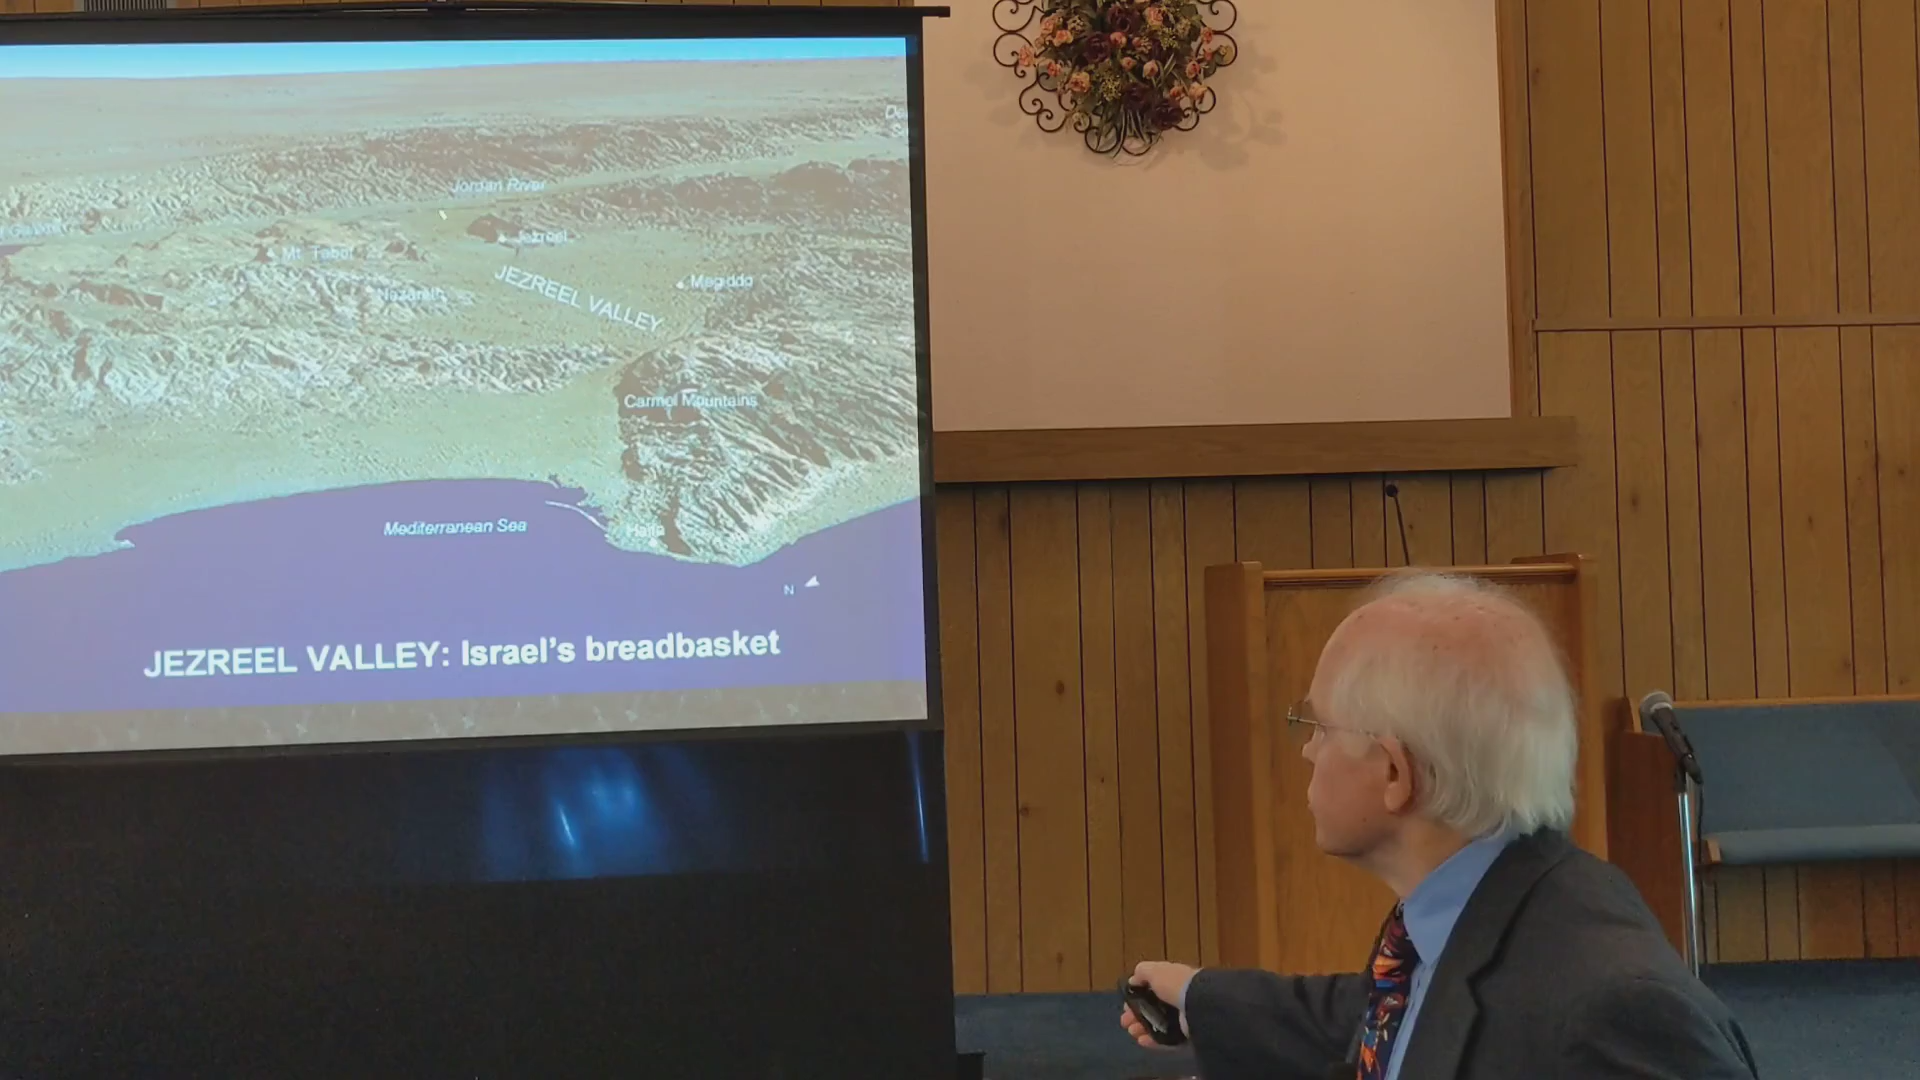 Jordan River
Jezreel
Mt. Tabor
JEZREEL VALLEY
Megiddo
Nazareth
Carmel Mountains
Mediterranean Sea
Haifa
N
JEZREEL VALLEY: Israel's breadbasket